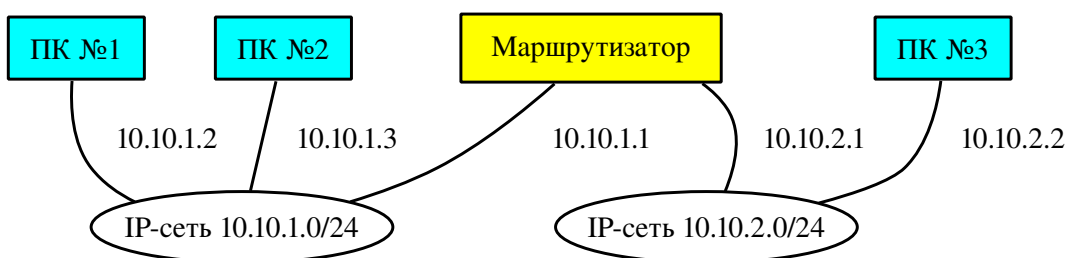 ПК №1
ПК №2
Маршрутизатор
ПК №3
10.10.1.2
10.10.1.3
10.10.1.1
10.10.2.1
10.10.2.2
IP-сеть 10.10.1.0/24
IP-сеть 10.10.2.0/24